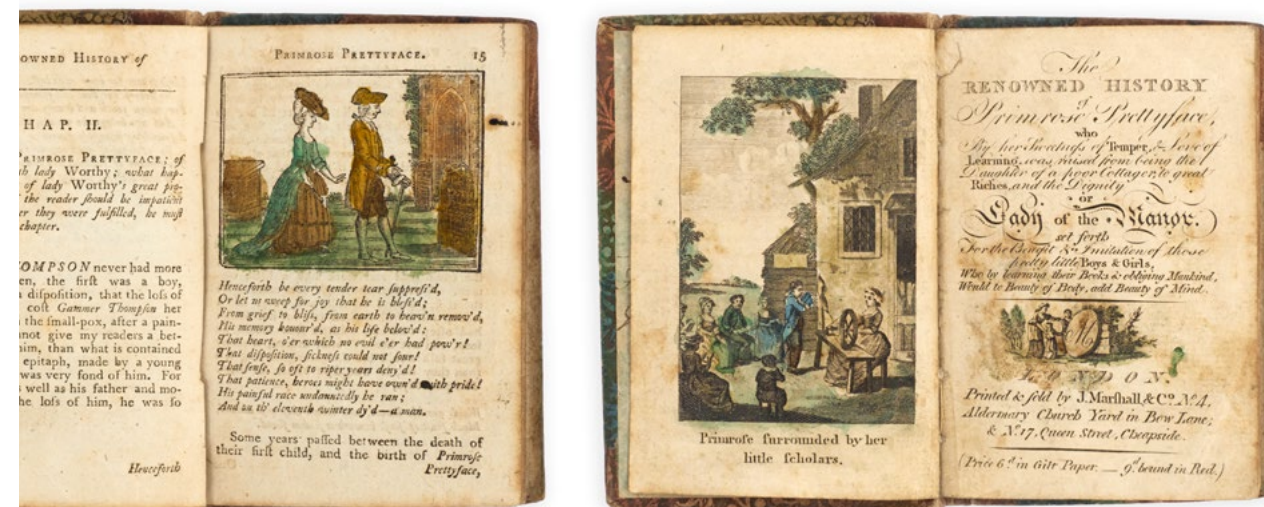 OWNED HISTORY of
HAP. II.
PRIMROSE PRETTYFACE; of
lady Worthy; what hap-
of lady Worthy's great pro-
the reader ſhould be impatient
er they were fulfilled, he muſt
chapter.
OMPSON never had more
en, the firſt was a boy,
diſpoſition, that the loſs of
coſt Gammer Thompſon her
the ſmall-pox, after a pain-
not give my readers a bet-
im, than what is contained
epitaph, made by a young
was very fond of him. For
well as his father and mo-
he loſs of him, he was ſo
Henceforth
PRIMROSE PRETTYFACE. 15
Henceforth be every tender tear ſuppreſs'd,
Or let us weep for joy that he is bleſs'd;
From grief to bliſs, from earth to heav'n remov'd,
His memory honour'd, as his life belov'd:
That heart, o'er which no evil e'er had pow'r!
That diſpoſition, ſickneſs could not ſour!
That ſenſe, ſo oft to riper years deny'd!
That patience, heroes might have own'd with pride!
His painful race undauntedly he ran;
And in th' eleventh winter dy'd—a man.
Some years paſſed between the death of
their firſt child, and the birth of Primroſe
Prettyface,
Primroſe ſurrounded by her
little ſcholars.
The
RENOWNED HISTORY
of
Primroſe Prettyface,
who
By her Sweetneſs of Temper, & Love of
Learning, was raiſed from being the
Daughter of a poor Cottager, to great
Riches, and the Dignity
of
Lady of the Manor.
ſet forth
For the Benefit & Imitation of thoſe
pretty little Boys & Girls,
Who by learning their Books & obliging Mankind,
Would to Beauty of Body, add Beauty of Mind.
LONDON.
Printed & ſold by J. Marſhall & Co. No. 4,
Aldermary Church Yard in Bow Lane;
& No. 17. Queen Street, Cheapſide.
(Price 6d. in Gilt Paper. — 9d. bound in Red.)